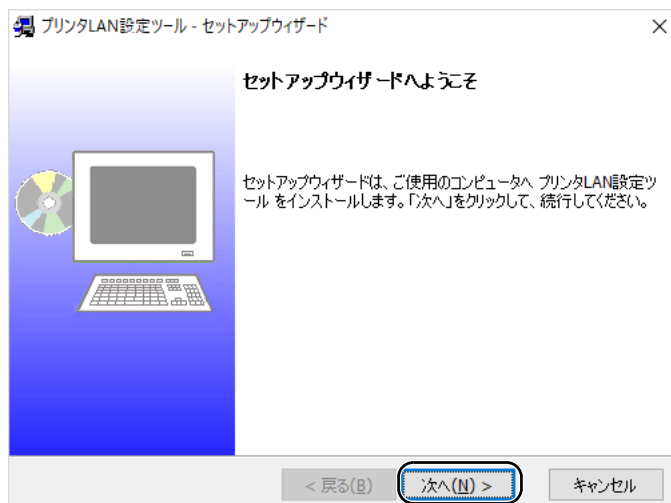 プリンタLAN設定ツール - セットアップウィザード
セットアップウィザードへようこそ
セットアップウィザードは、ご使用のコンピュータへ プリンタLAN設定ツ
ール をインストールします。「次へ」をクリックして、続行してください。
< 戻る(B) 次へ(N) > キャンセル